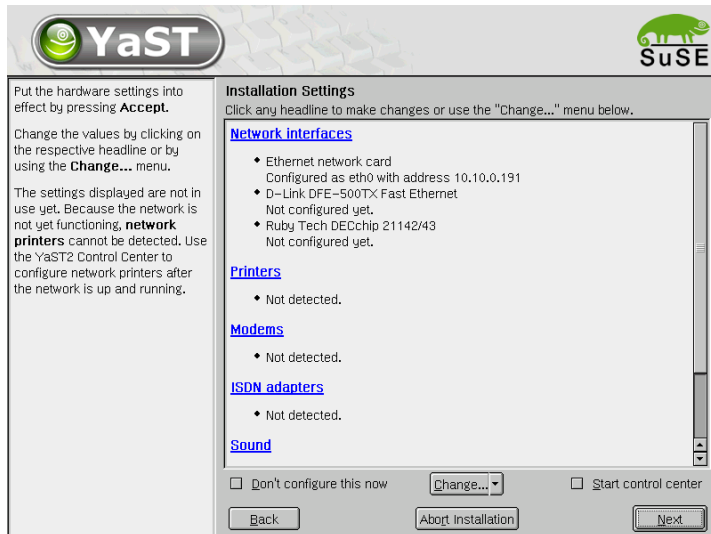 YaST
SuSE
Put the hardware settings into
effect by pressing Accept.
Change the values by clicking on
the respective headline or by
using the Change... menu.
The settings displayed are not in
use yet. Because the network is
not yet functioning, network
printers cannot be detected. Use
the YaST2 Control Center to
configure network printers after
the network is up and running.
Installation Settings
Click any headline to make changes or use the "Change..." menu below.
Network interfaces
Ethernet network card
Configured as eth0 with address 10.10.0.191
D-Link DFE-500TX Fast Ethernet
Not configured yet.
Ruby Tech DECchip 21142/43
Not configured yet.
Printers
Not detected.
Modems
Not detected.
ISDN adapters
Not detected.
Sound
Don't configure this now
Change...
Start control center
Back
Abort Installation
Next